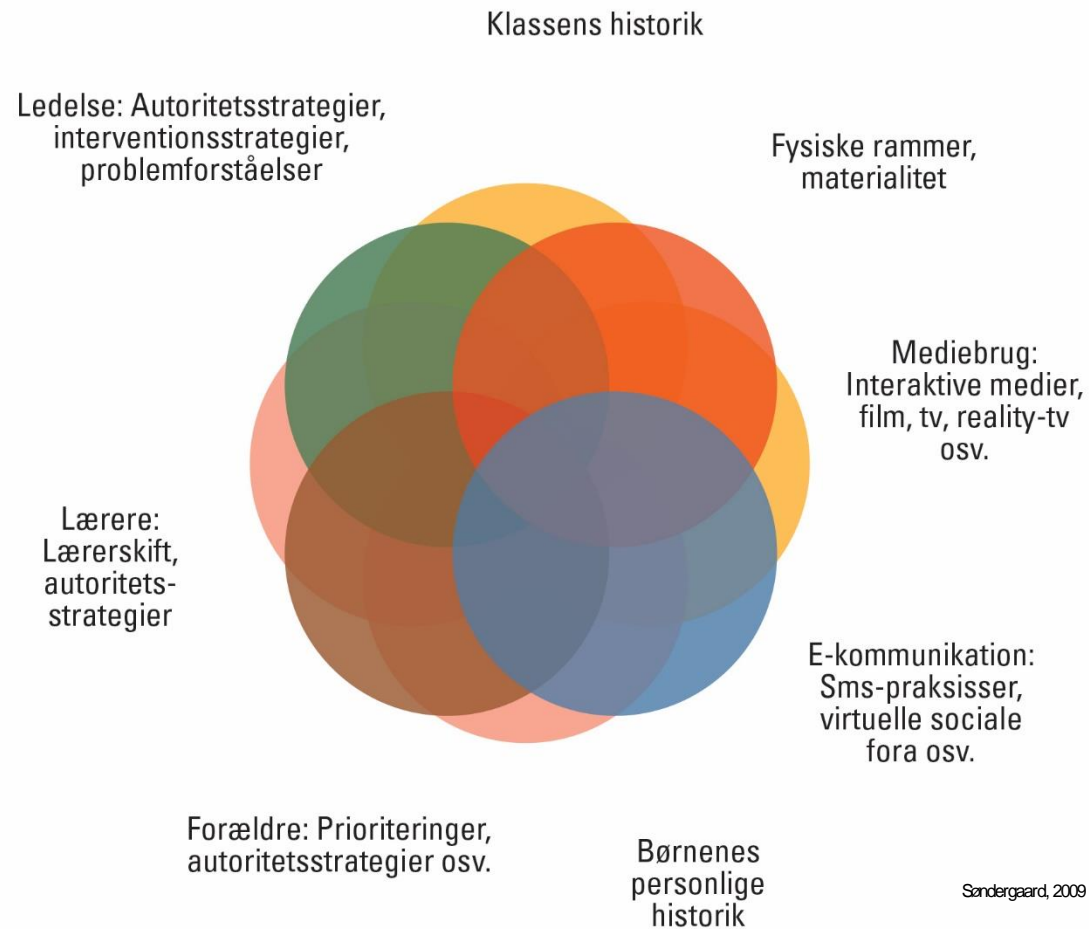 Klassens historik
Ledelse: Autoritetsstrategier,
interventionsstrategier,
problemforståelser
Fysiske rammer,
materialitet
Mediebrug:
Interaktive medier,
film, tv, reality-tv
osv.
Lærere:
Lærerskift,
autoritets-
strategier
E-kommunikation:
Sms-praksisser,
virtuelle sociale
fora osv.
Forældre: Prioriteringer,
autoritetsstrategier osv.
Børnenes
personlige
historik
Søndergaard, 2009